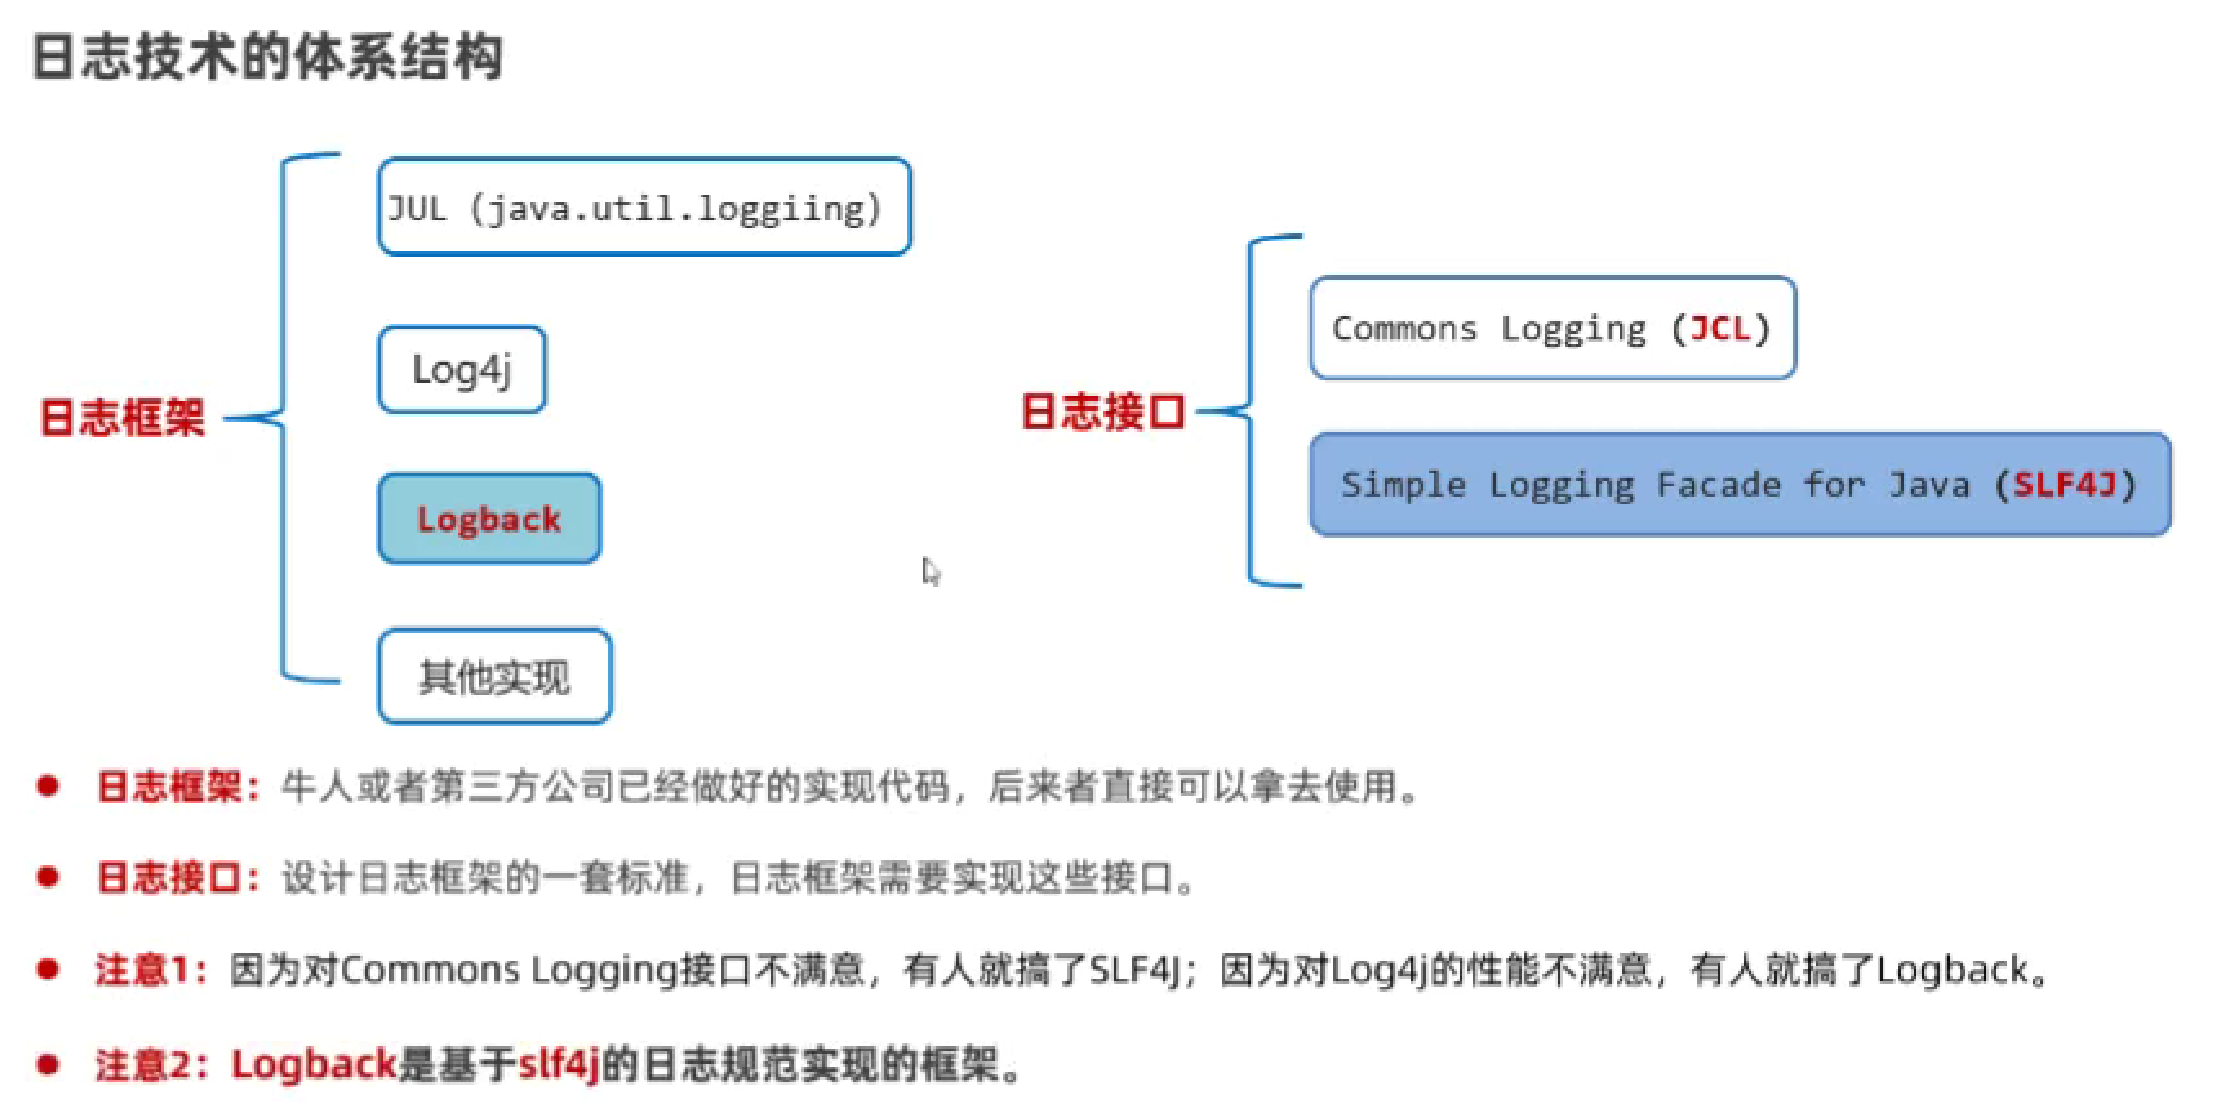 日志技术的体系结构
JUL (java.util.loggiing)
Log4j
日志框架
Logback
其他实现
Commons Logging (JCL)
日志接口
Simple Logging Facade for Java (SLF4J)
日志框架：牛人或者第三方公司已经做好的实现代码，后来者直接可以拿去使用。
日志接口：设计日志框架的一套标准，日志框架需要实现这些接口。
注意1：因为对Commons Logging接口不满意，有人就搞了SLF4J；因为对Log4j的性能不满意，有人就搞了Logback。
注意2：Logback是基于slf4j的日志规范实现的框架。